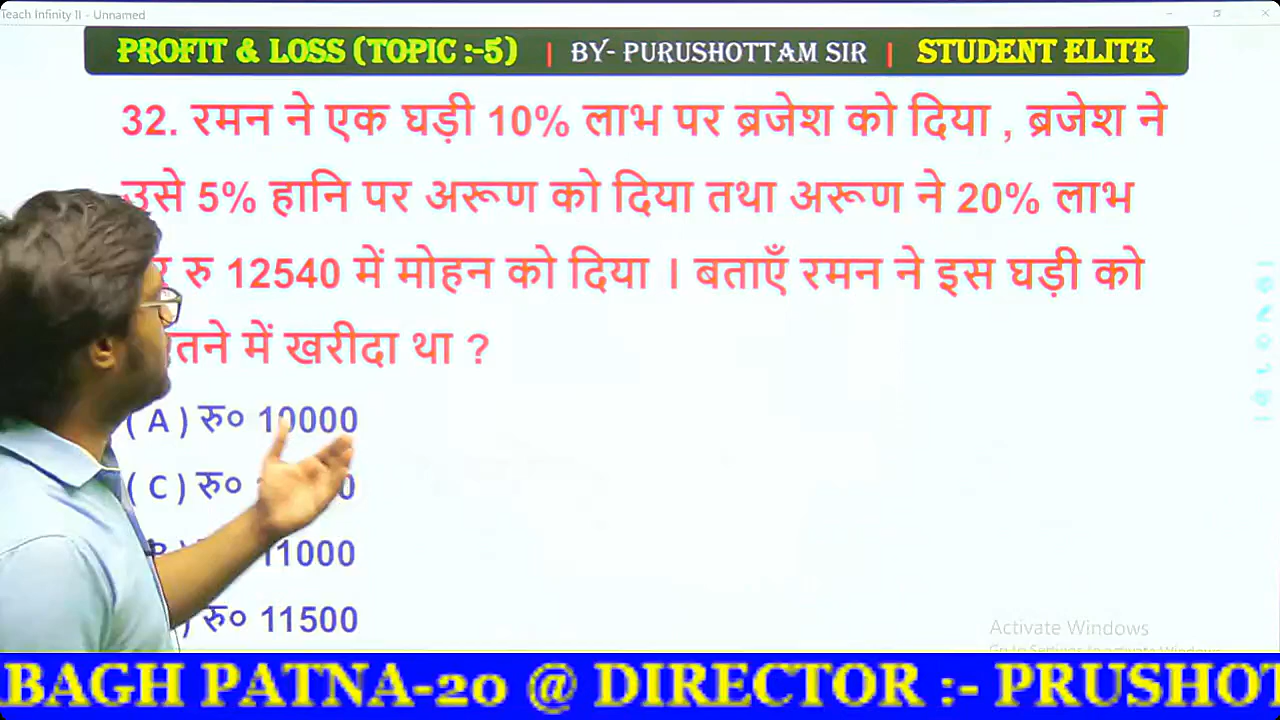 Teach Infinity II - Unnamed
PROFIT & LOSS (TOPIC :-5) | BY- PURUSHOTTAM SIR | STUDENT ELITE
32. रमन ने एक घड़ी 10% लाभ पर ब्रजेश को दिया , ब्रजेश ने
उसे 5% हानि पर अरूण को दिया तथा अरूण ने 20% लाभ
रु 12540 में मोहन को दिया । बताएँ रमन ने इस घड़ी को
में खरीदा था ?
( A ) रु० 10000
( C ) रु०
11000
रु० 11500
Activate Windows
BAGH PATNA-20 @ DIRECTOR :- PRUSHOT